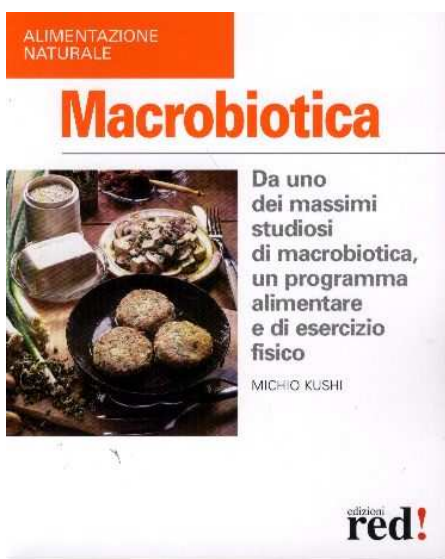 ALIMENTAZIONE
NATURALE
Macrobiotica
Da uno
dei massimi
studiosi
di macrobiotica,
un programma
alimentare
e di esercizio
fisico
MICHIO KUSHI
edizioni
red!